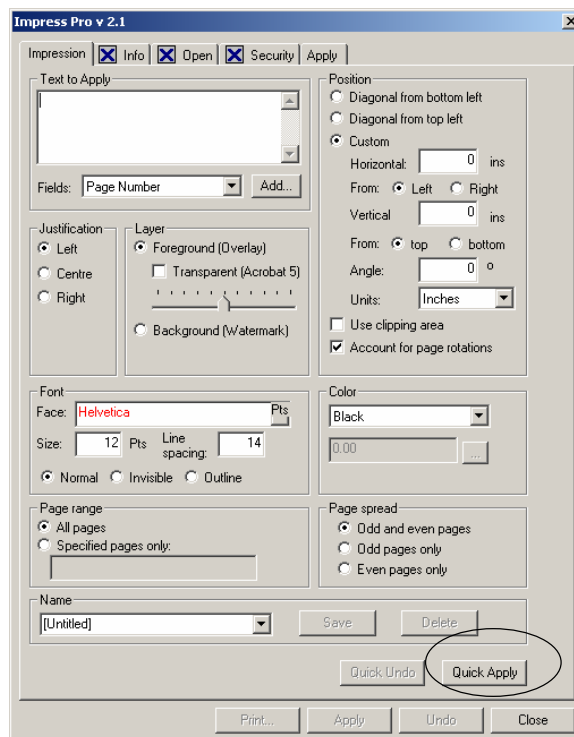 Impress Pro v 2.1
Impression Info Open Security Apply
Text to Apply
Fields: Page Number Add...
Position
Diagonal from bottom left
Diagonal from top left
Custom
Horizontal: 0 ins
From: Left Right
Vertical 0 ins
From: top bottom
Angle: 0 o
Units: Inches
Use clipping area
Account for page rotations
Justification
Left
Centre
Right
Layer
Foreground (Overlay)
Transparent (Acrobat 5)
Background (Watermark)
Font
Face: Helvetica Pts
Size: 12 Pts Line spacing: 14
Normal Invisible Outline
Color
Black
0.00 ...
Page range
All pages
Specified pages only:
Page spread
Odd and even pages
Odd pages only
Even pages only
Name
[Untitled] Save Delete
Quick Undo Quick Apply
Print... Apply Undo Close